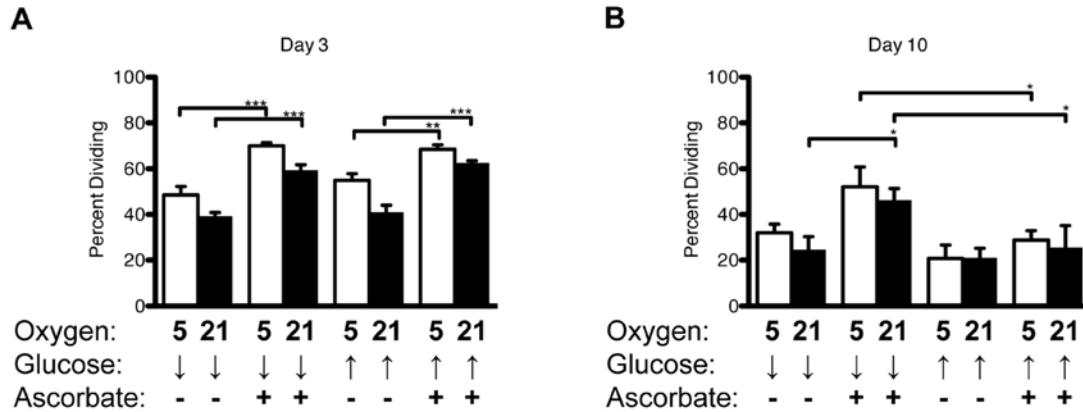 A
Day 3
Percent Dividing
100
80
60
40
20
0
*** *** ** ***
Oxygen: 5 21 5 21 5 21 5 21
Glucose: ↓ ↓ ↓ ↓ ↑ ↑ ↑ ↑
Ascorbate: - - + + - - + +
B
Day 10
Percent Dividing
100
80
60
40
20
0
* * *
Oxygen: 5 21 5 21 5 21 5 21
Glucose: ↓ ↓ ↓ ↓ ↑ ↑ ↑ ↑
Ascorbate: - - + + - - + +